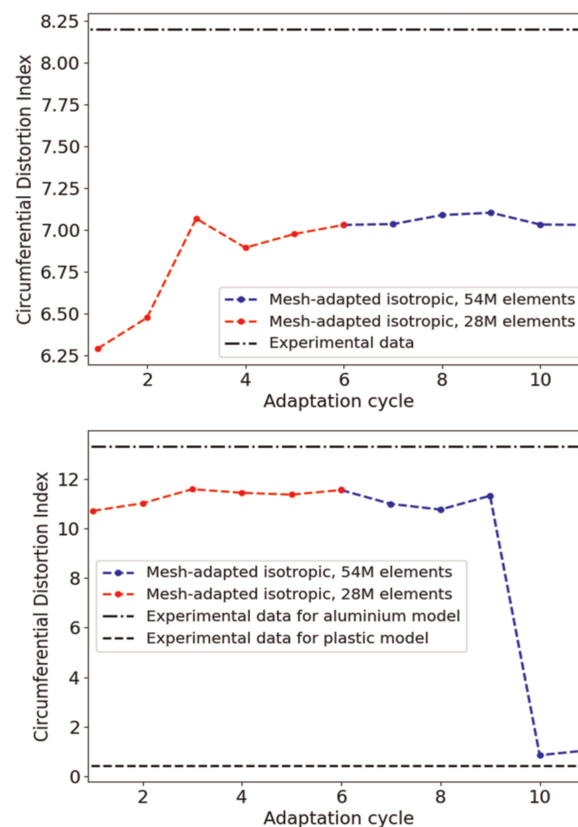 8.25
8.00
7.75
7.50
7.25
7.00
6.75
6.50
6.25
Circumferential Distortion Index
Mesh-adapted isotropic, 54M elements
Mesh-adapted isotropic, 28M elements
Experimental data
2 4 6 8 10
Adaptation cycle
12
10
8
6
4
2
0
Circumferential Distortion Index
Mesh-adapted isotropic, 54M elements
Mesh-adapted isotropic, 28M elements
Experimental data for aluminium model
Experimental data for plastic model
2 4 6 8 10
Adaptation cycle